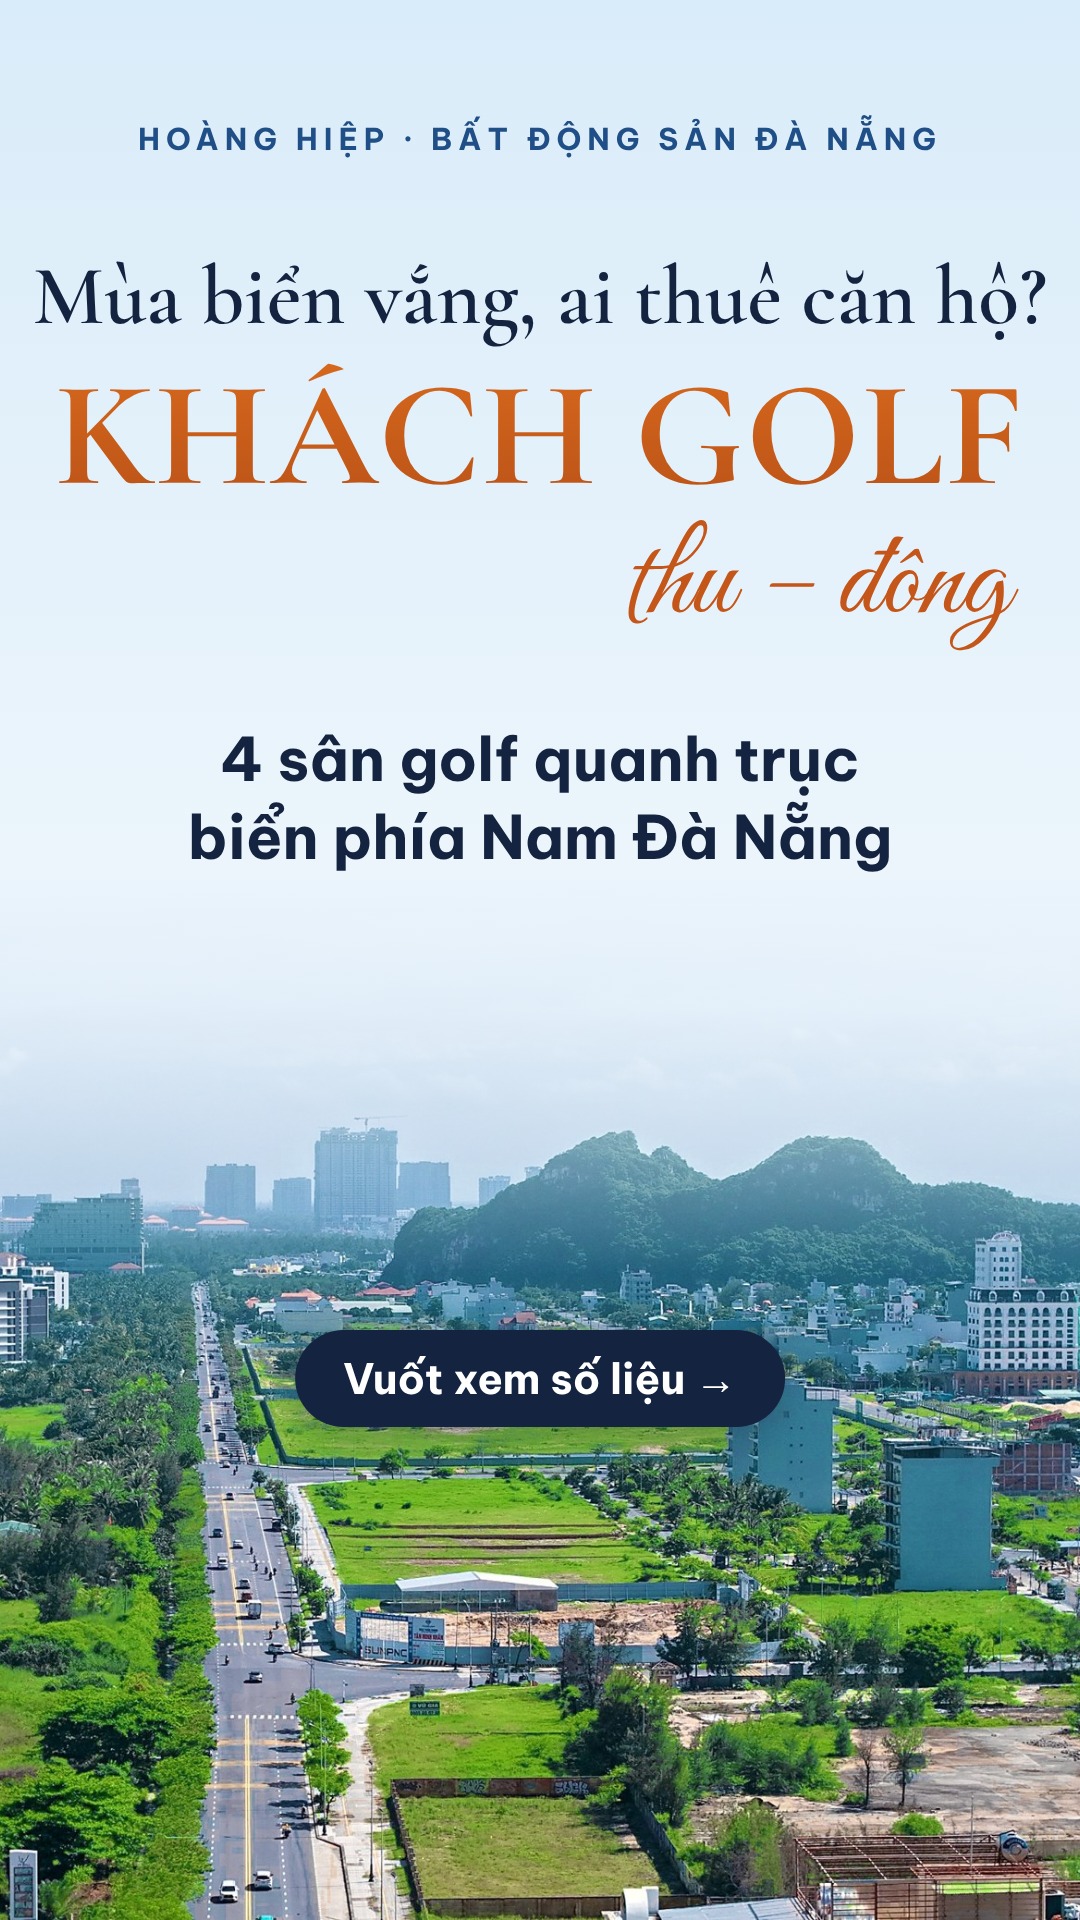 HOÀNG HIỆP · BẤT ĐỘNG SẢN ĐÀ NẴNG
Mùa biển vắng, ai thuê căn hộ?
KHÁCH GOLF
thu – đông
4 sân golf quanh trục
biển phía Nam Đà Nẵng
Vuốt xem số liệu →
SUNPNC